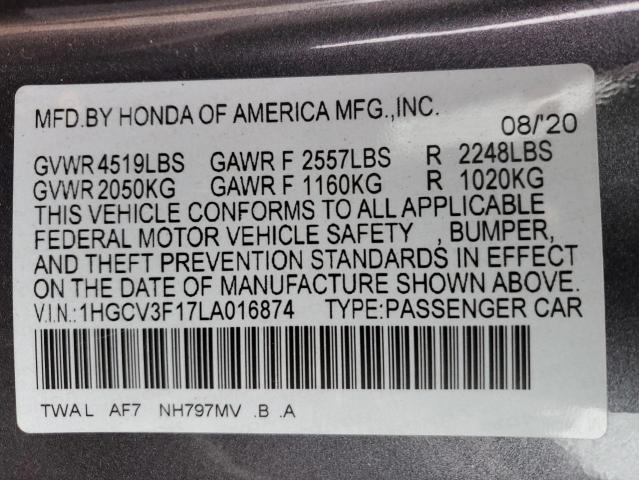 MFD.BY HONDA OF AMERICA MFG.,INC.
08/'20
GVWR 4519LBS GAWR F 2557LBS R 2248LBS
GVWR 2050KG GAWR F 1160KG R 1020KG
THIS VEHICLE CONFORMS TO ALL APPLICABLE
FEDERAL MOTOR VEHICLE SAFETY , BUMPER,
AND THEFT PREVENTION STANDARDS IN EFFECT
ON THE DATE OF MANUFACTURE SHOWN ABOVE.
V.I.N.:1HGCV3F17LA016874 TYPE:PASSENGER CAR
TWA L AF7 NH797MV .B .A